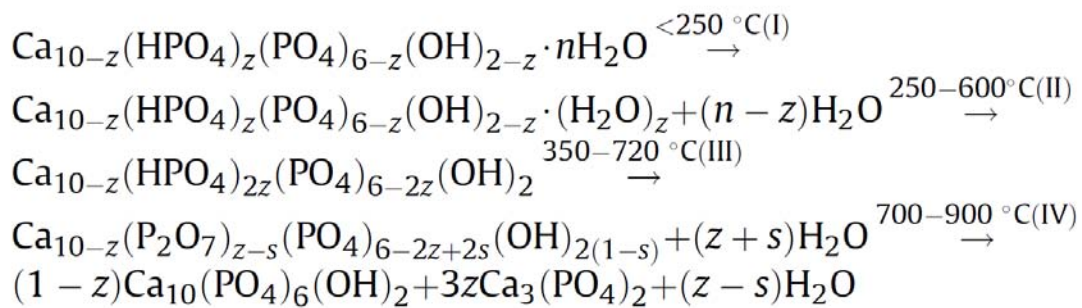 Ca₁₀₋z(HPO₄)z(PO₄)₆₋z(OH)₂₋z·nH₂O <250 °C(I) →
Ca₁₀₋z(HPO₄)z(PO₄)₆₋z(OH)₂₋z·(H₂O)z+(n − z)H₂O 250−600°C(II) →
Ca₁₀₋z(HPO₄)₂z(PO₄)₆₋₂z(OH)₂ 350−720 °C(III) →
Ca₁₀₋z(P₂O₇)z₋s(PO₄)₆₋₂z₊₂s(OH)₂₍₁₋s₎+(z + s)H₂O 700−900 °C(IV) →
(1 − z)Ca₁₀(PO₄)₆(OH)₂+3zCa₃(PO₄)₂+(z − s)H₂O